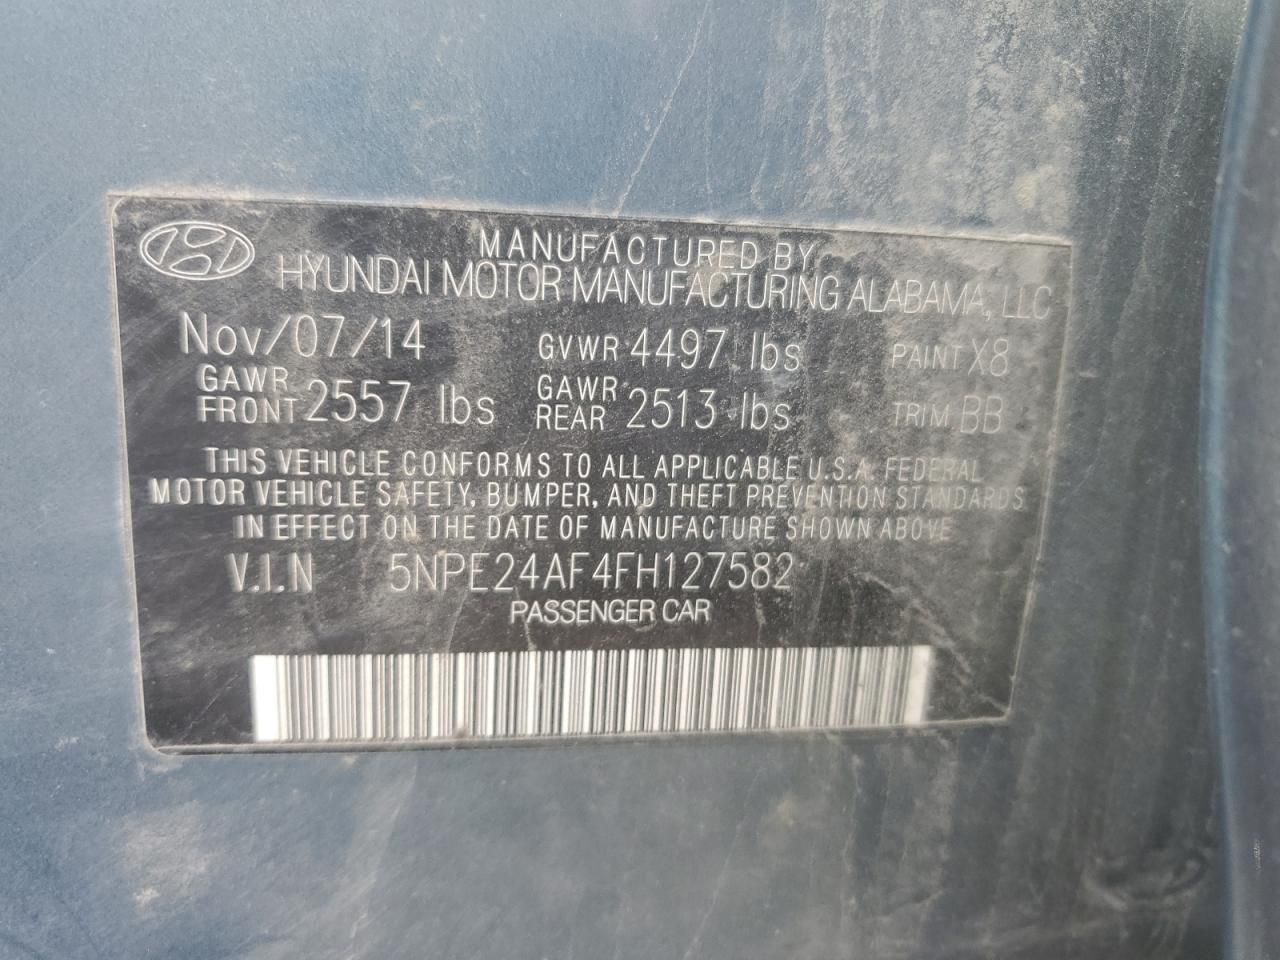 MANUFACTURED BY
HYUNDAI MOTOR MANUFACTURING ALABAMA, LLC
Nov/07/14 GVWR 4497 lbs PAINT X8
GAWR FRONT 2557 lbs GAWR REAR 2513 lbs TRIM BB
THIS VEHICLE CONFORMS TO ALL APPLICABLE U.S.A. FEDERAL
MOTOR VEHICLE SAFETY, BUMPER, AND THEFT PREVENTION STANDARDS
IN EFFECT ON THE DATE OF MANUFACTURE SHOWN ABOVE
V.I.N 5NPE24AF4FH127582
PASSENGER CAR